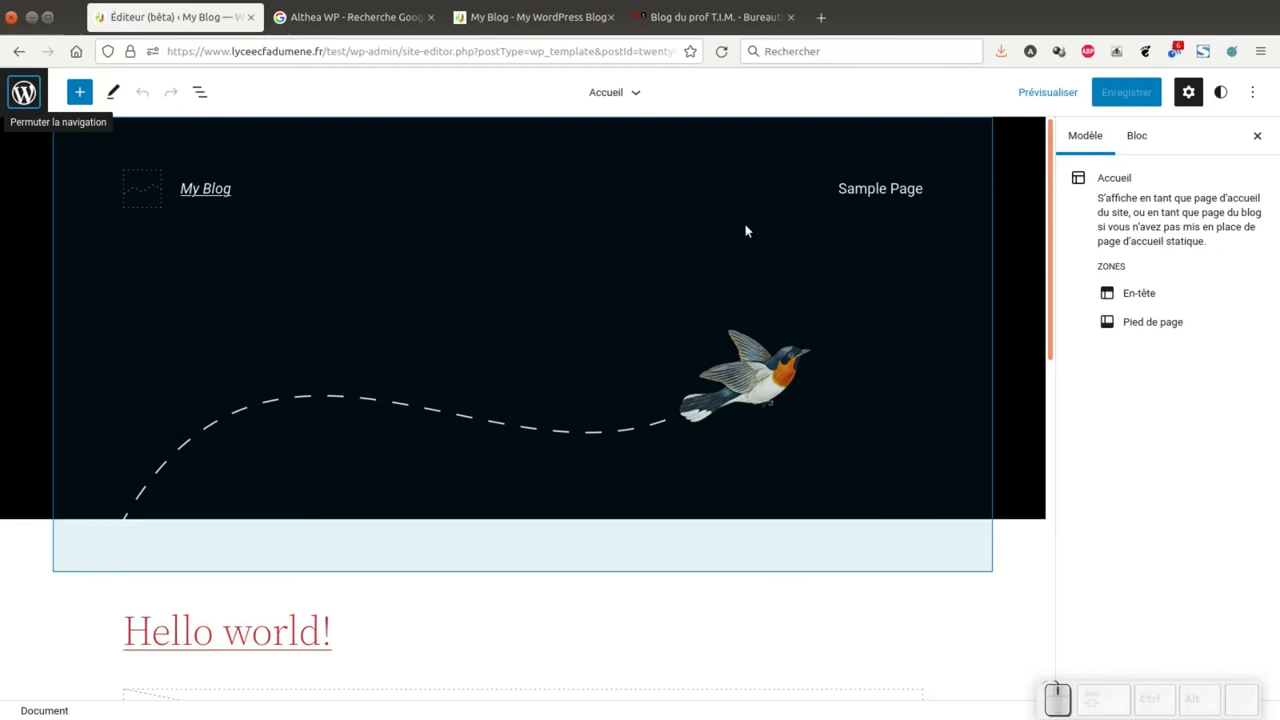 Éditeur (bêta) ‹ My Blog — W
Althea WP - Recherche Goog
My Blog - My WordPress Blog
Blog du prof T.I.M. - Bureauti
https://www.lyceecfadumene.fr/test/wp-admin/site-editor.php?postType=wp_template&postId=twenty
Rechercher
6
Accueil
Prévisualiser
Enregistrer
Permuter la navigation
Modèle
Bloc
My Blog
Sample Page
Accueil
S'affiche en tant que page d'accueil
du site, ou en tant que page du blog
si vous n'avez pas mis en place de
page d'accueil statique.
ZONES
En-tête
Pied de page
Hello world!
Document
Ctrl
Alt